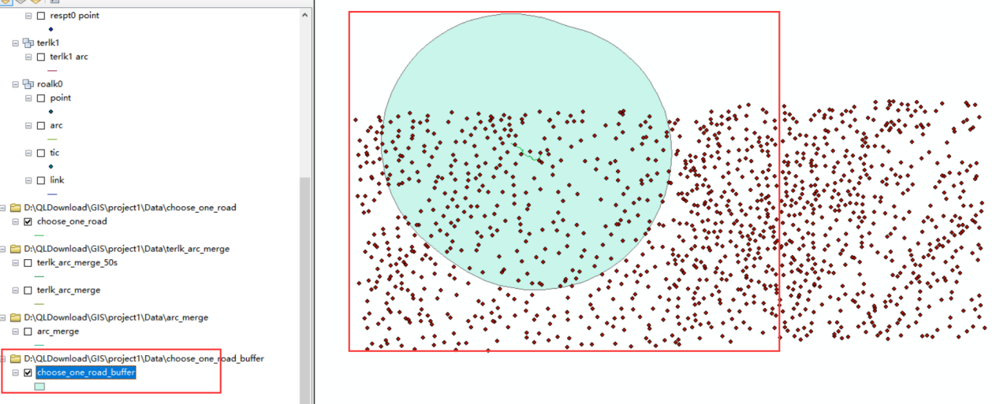 respt0 point
terlk1
terlk1 arc
roalk0
point
arc
tic
link
D:\QLDownload\GIS\project1\Data\choose_one_road
choose_one_road
D:\QLDownload\GIS\project1\Data\terlk_arc_merge
terlk_arc_merge_50s
terlk_arc_merge
D:\QLDownload\GIS\project1\Data\arc_merge
arc_merge
D:\QLDownload\GIS\project1\Data\choose_one_road_buffer
choose_one_road_buffer